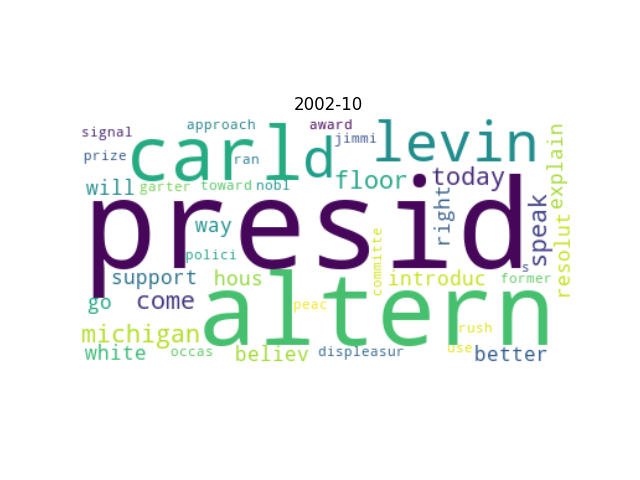 2002-10
signal approach award jimmi
prize carl d levin explain
ran
will garter toward nobl floor today
presid right speak resolut
way
polici committe s
support hous introduc former
go come altern
peac
michigan rush
white occas believ displeasur use better